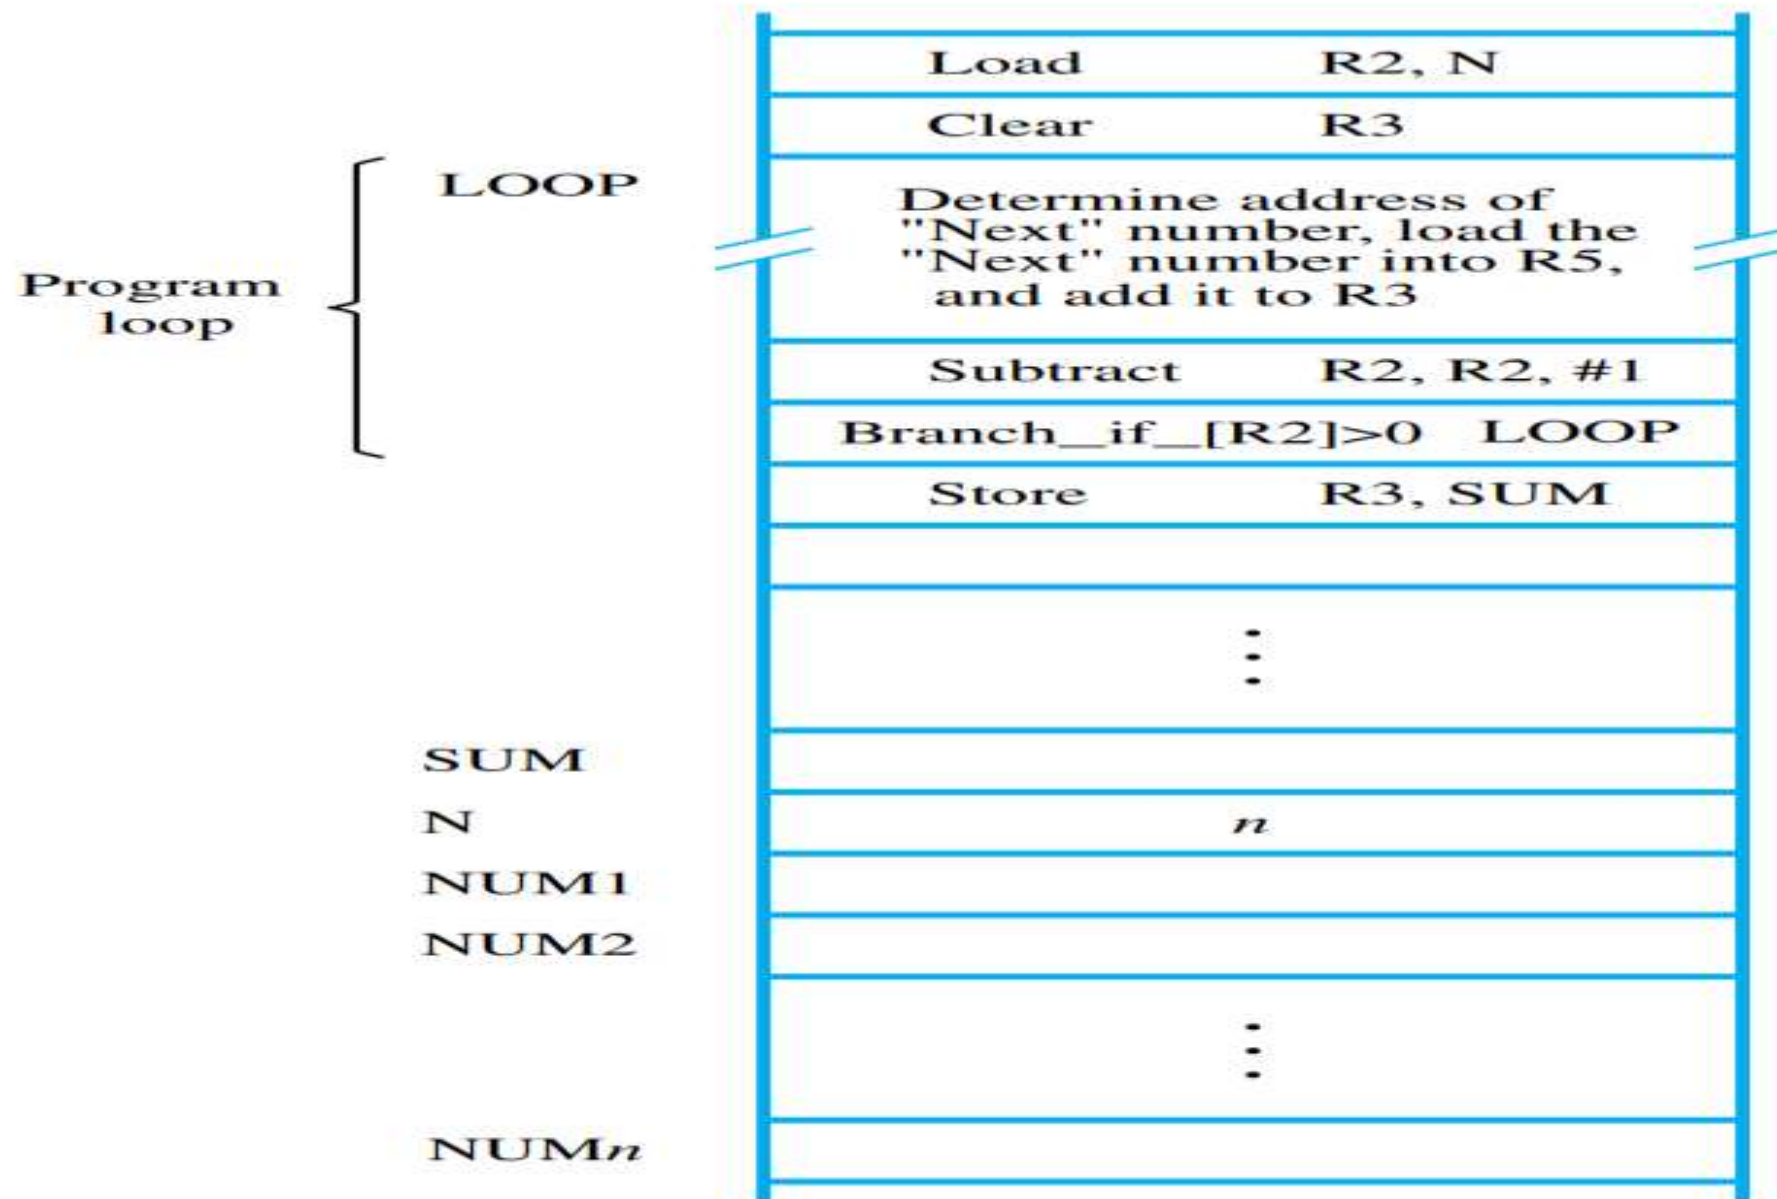 Load R2, N
Clear R3
LOOP
Determine address of
"Next" number, load the
"Next" number into R5,
and add it to R3
Program
loop
Subtract R2, R2, #1
Branch_if_[R2]>0 LOOP
Store R3, SUM
SUM
N n
NUM1
NUM2
NUMn